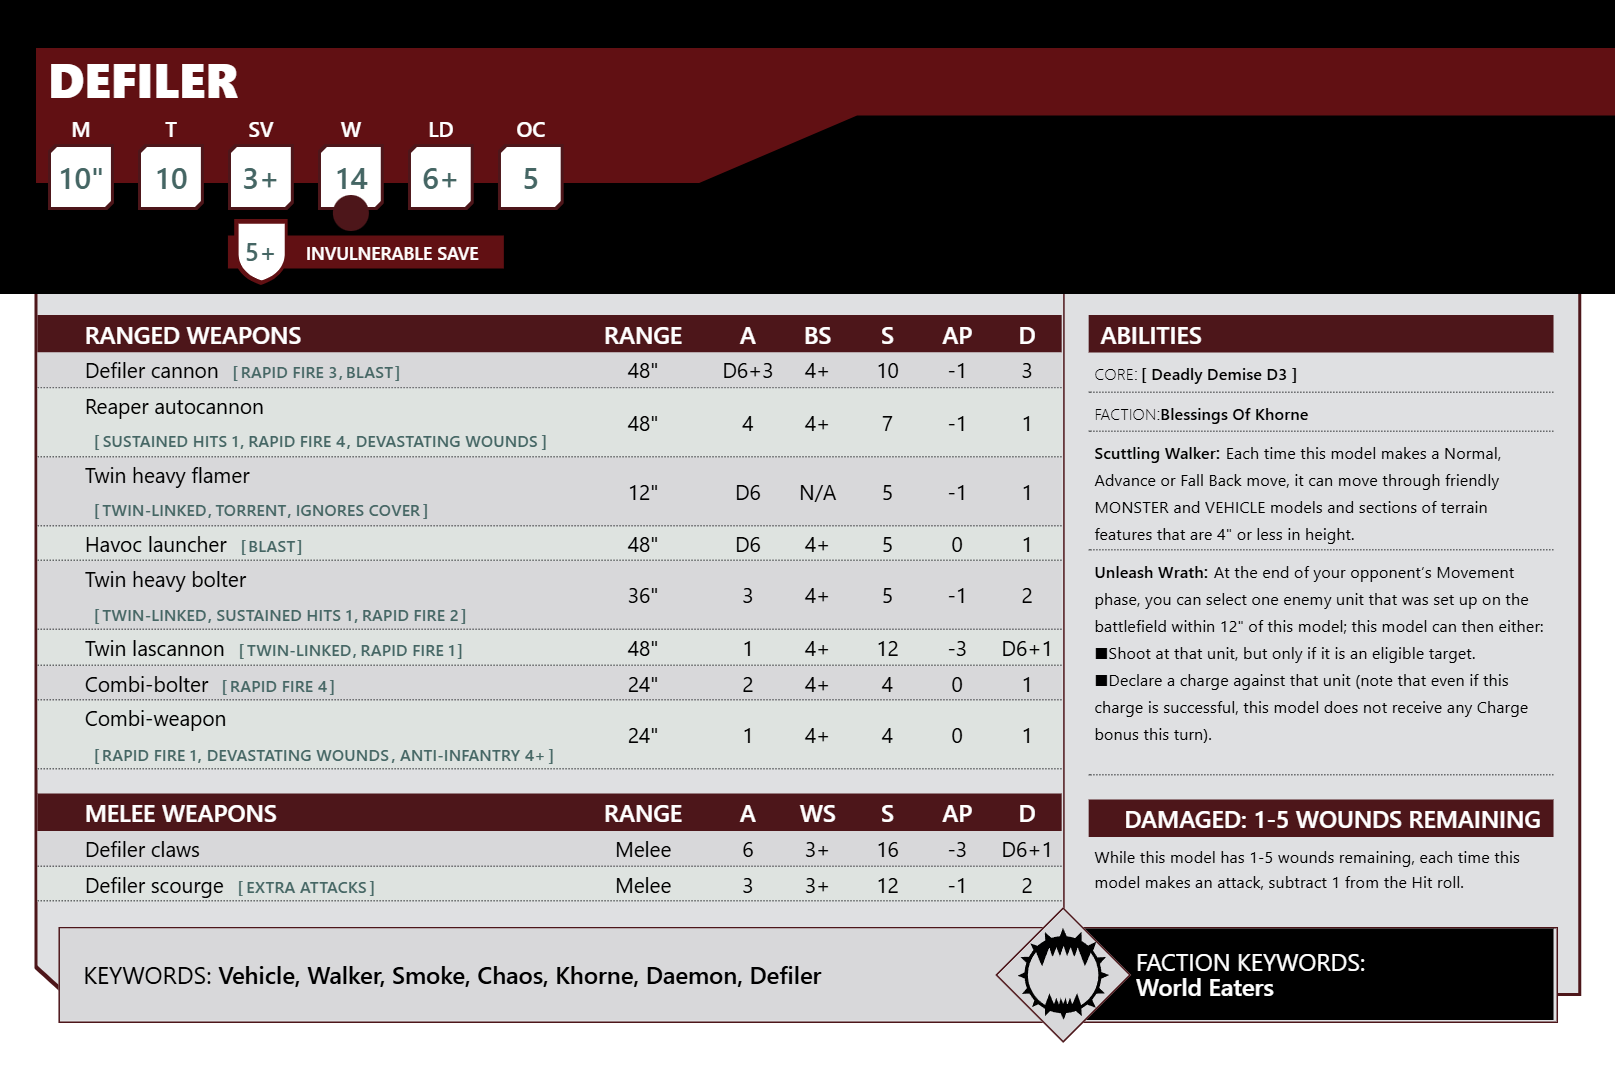 DEFILER
M T SV W LD OC
10" 10 3+ 14 6+ 5
5+ INVULNERABLE SAVE
RANGED WEAPONS RANGE A BS S AP D
Defiler cannon [RAPID FIRE 3, BLAST] 48" D6+3 4+ 10 -1 3
Reaper autocannon
[SUSTAINED HITS 1, RAPID FIRE 4, DEVASTATING WOUNDS] 48" 4 4+ 7 -1 1
Twin heavy flamer
[TWIN-LINKED, TORRENT, IGNORES COVER] 12" D6 N/A 5 -1 1
Havoc launcher [BLAST] 48" D6 4+ 5 0 1
Twin heavy bolter
[TWIN-LINKED, SUSTAINED HITS 1, RAPID FIRE 2] 36" 3 4+ 5 -1 2
Twin lascannon [TWIN-LINKED, RAPID FIRE 1] 48" 1 4+ 12 -3 D6+1
Combi-bolter [RAPID FIRE 4] 24" 2 4+ 4 0 1
Combi-weapon
[RAPID FIRE 1, DEVASTATING WOUNDS, ANTI-INFANTRY 4+] 24" 1 4+ 4 0 1
MELEE WEAPONS RANGE A WS S AP D
Defiler claws Melee 6 3+ 16 -3 D6+1
Defiler scourge [EXTRA ATTACKS] Melee 3 3+ 12 -1 2
ABILITIES
CORE: [ Deadly Demise D3 ]
FACTION:Blessings Of Khorne
Scuttling Walker: Each time this model makes a Normal,
Advance or Fall Back move, it can move through friendly
MONSTER and VEHICLE models and sections of terrain
features that are 4" or less in height.
Unleash Wrath: At the end of your opponent's Movement
phase, you can select one enemy unit that was set up on the
battlefield within 12" of this model; this model can then either:
■Shoot at that unit, but only if it is an eligible target.
■Declare a charge against that unit (note that even if this
charge is successful, this model does not receive any Charge
bonus this turn).
DAMAGED: 1-5 WOUNDS REMAINING
While this model has 1-5 wounds remaining, each time this
model makes an attack, subtract 1 from the Hit roll.
KEYWORDS: Vehicle, Walker, Smoke, Chaos, Khorne, Daemon, Defiler
FACTION KEYWORDS:
World Eaters